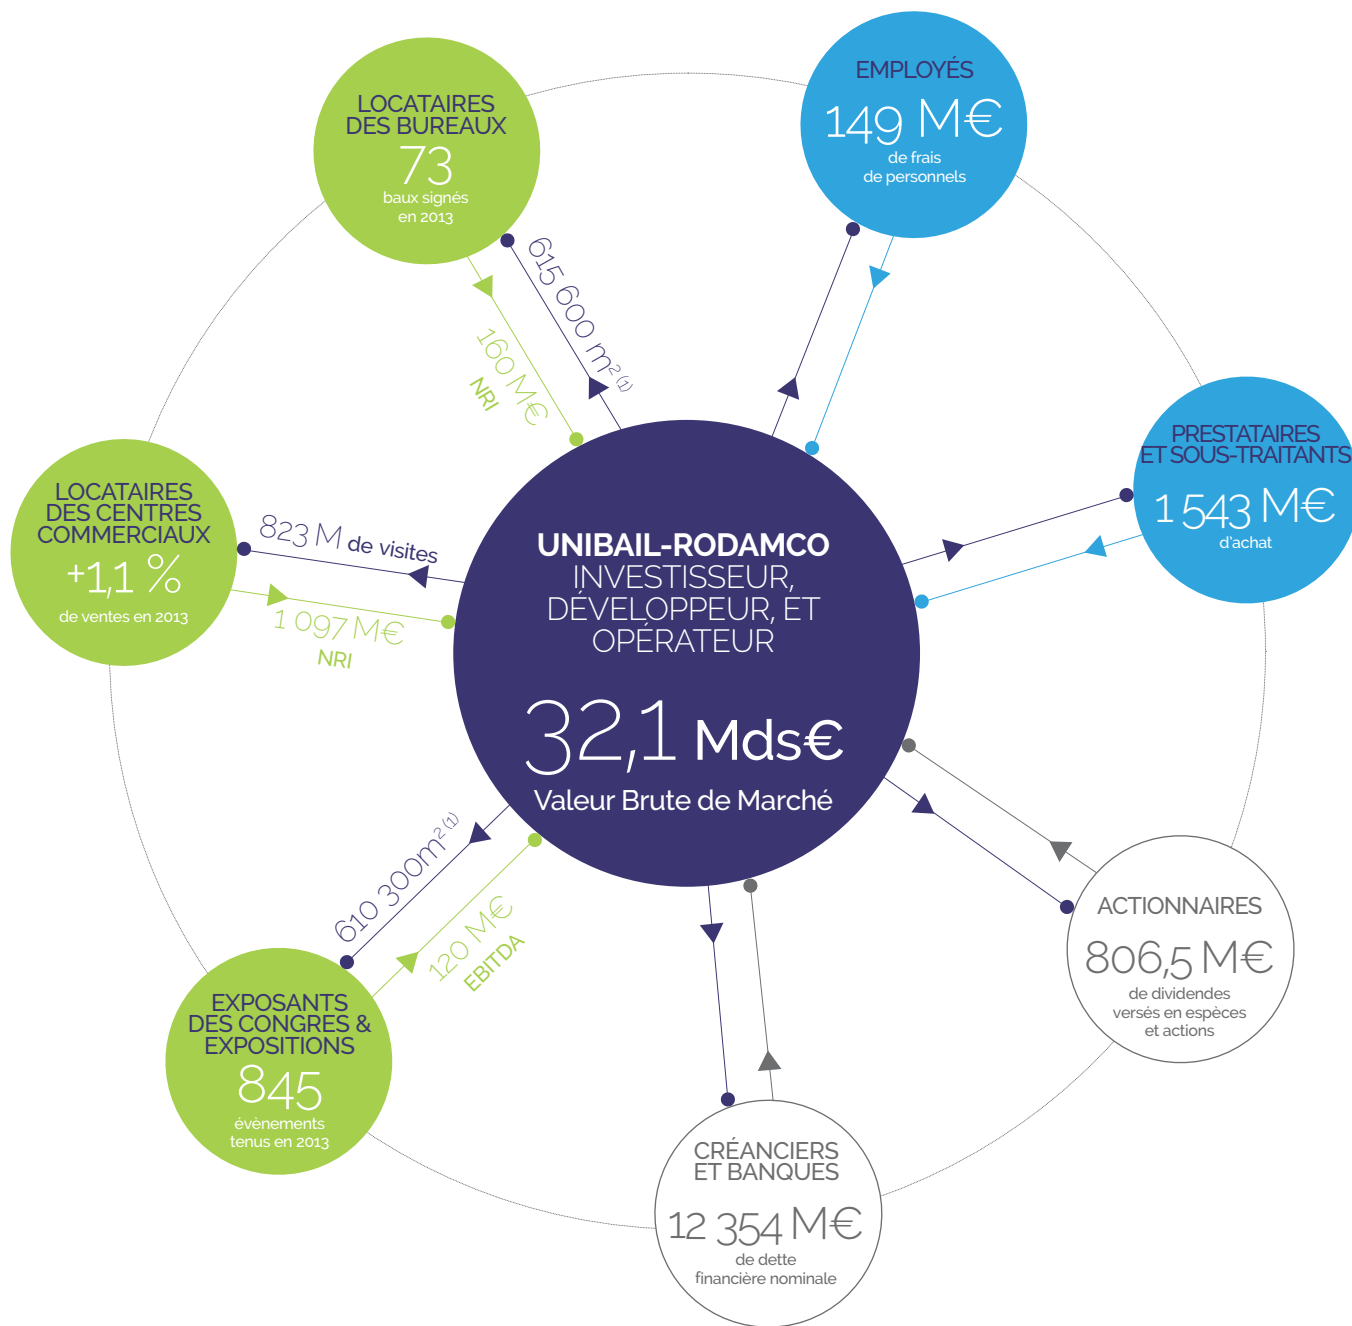 LOCATAIRES
DES BUREAUX
73
baux signés
en 2013
EMPLOYÉS
149 M€
de frais
de personnels
615 600 m² (1)
160 M€
NRI
PRESTATAIRES
ET SOUS-TRAITANTS
1 543 M€
d'achat
LOCATAIRES
DES CENTRES
COMMERCIAUX
+1,1 %
de ventes en 2013
823 M de visites
1 097 M€
NRI
UNIBAIL-RODAMCO
INVESTISSEUR,
DÉVELOPPEUR, ET
OPÉRATEUR
32,1 Mds€
Valeur Brute de Marché
610 300m² (1)
120 M€
EBITDA
ACTIONNAIRES
806,5 M€
de dividendes
versés en espèces
et actions
EXPOSANTS
DES CONGRES &
EXPOSITIONS
845
évènements
tenus en 2013
CRÉANCIERS
ET BANQUES
12 354 M€
de dette
financière nominale